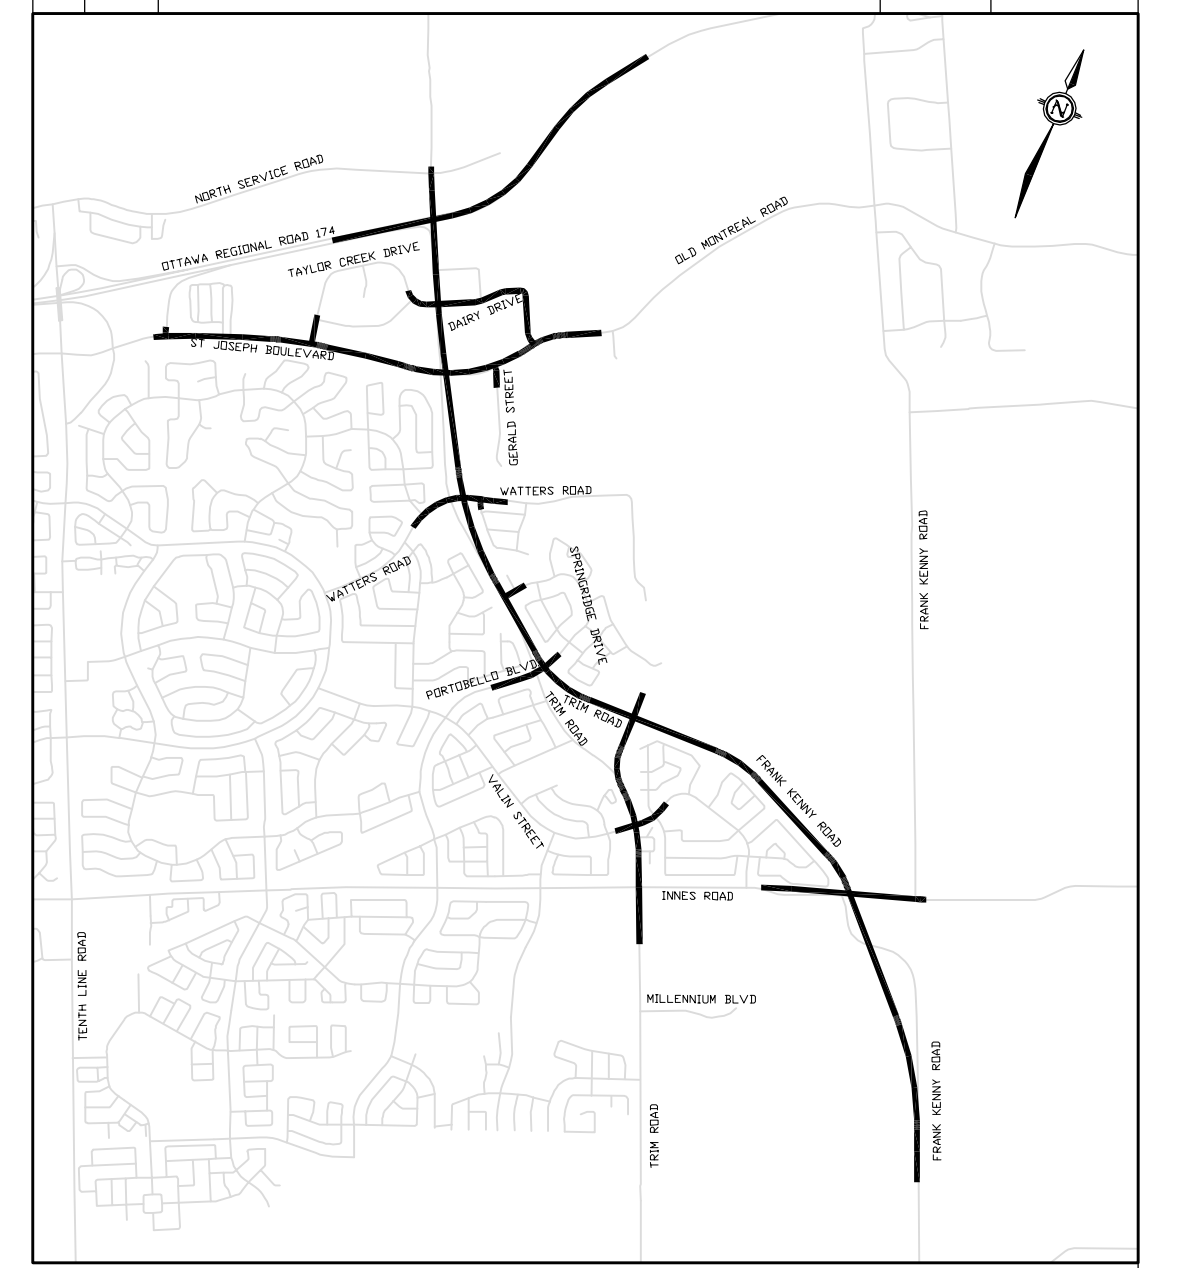 N
NORTH SERVICE ROAD
OTTAWA REGIONAL ROAD 174
TAYLOR CREEK DRIVE
OLD MONTREAL ROAD
DAIRY DRIVE
ST JOSEPH BOULEVARD
GERALD STREET
WATTERS ROAD
WATTERS ROAD
SPRINGRIDGE DRIVE
FRANK KENNY ROAD
PORTOBELLO BLVD
TRIM ROAD
TRIM ROAD
VALIN STREET
FRANK KENNY ROAD
INNES ROAD
TENTH LINE ROAD
MILLENNIUM BLVD
TRIM ROAD
FRANK KENNY ROAD